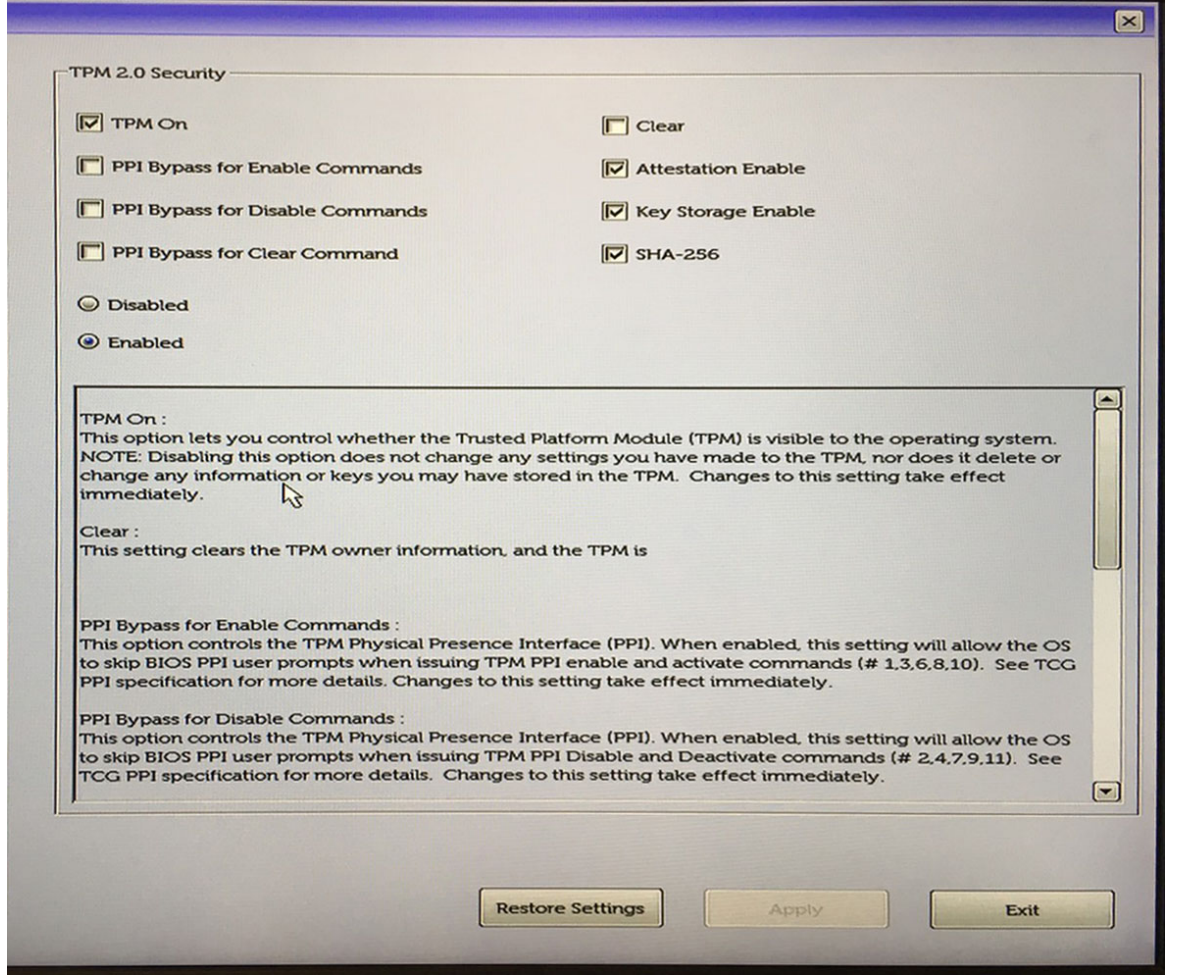 TPM 2.0 Security
TPM On
Clear
PPI Bypass for Enable Commands
Attestation Enable
PPI Bypass for Disable Commands
Key Storage Enable
PPI Bypass for Clear Command
SHA-256
Disabled
Enabled
TPM On :
This option lets you control whether the Trusted Platform Module (TPM) is visible to the operating system.
NOTE: Disabling this option does not change any settings you have made to the TPM, nor does it delete or
change any information or keys you may have stored in the TPM. Changes to this setting take effect
immediately.
Clear :
This setting clears the TPM owner information, and the TPM is
PPI Bypass for Enable Commands :
This option controls the TPM Physical Presence Interface (PPI). When enabled, this setting will allow the OS
to skip BIOS PPI user prompts when issuing TPM PPI enable and activate commands (# 1,3,6,8,10). See TCG
PPI specification for more details. Changes to this setting take effect immediately.
PPI Bypass for Disable Commands :
This option controls the TPM Physical Presence Interface (PPI). When enabled, this setting will allow the OS
to skip BIOS PPI user prompts when issuing TPM PPI Disable and Deactivate commands (# 2,4,7,9,11). See
TCG PPI specification for more details. Changes to this setting take effect immediately.
Restore Settings
Apply
Exit